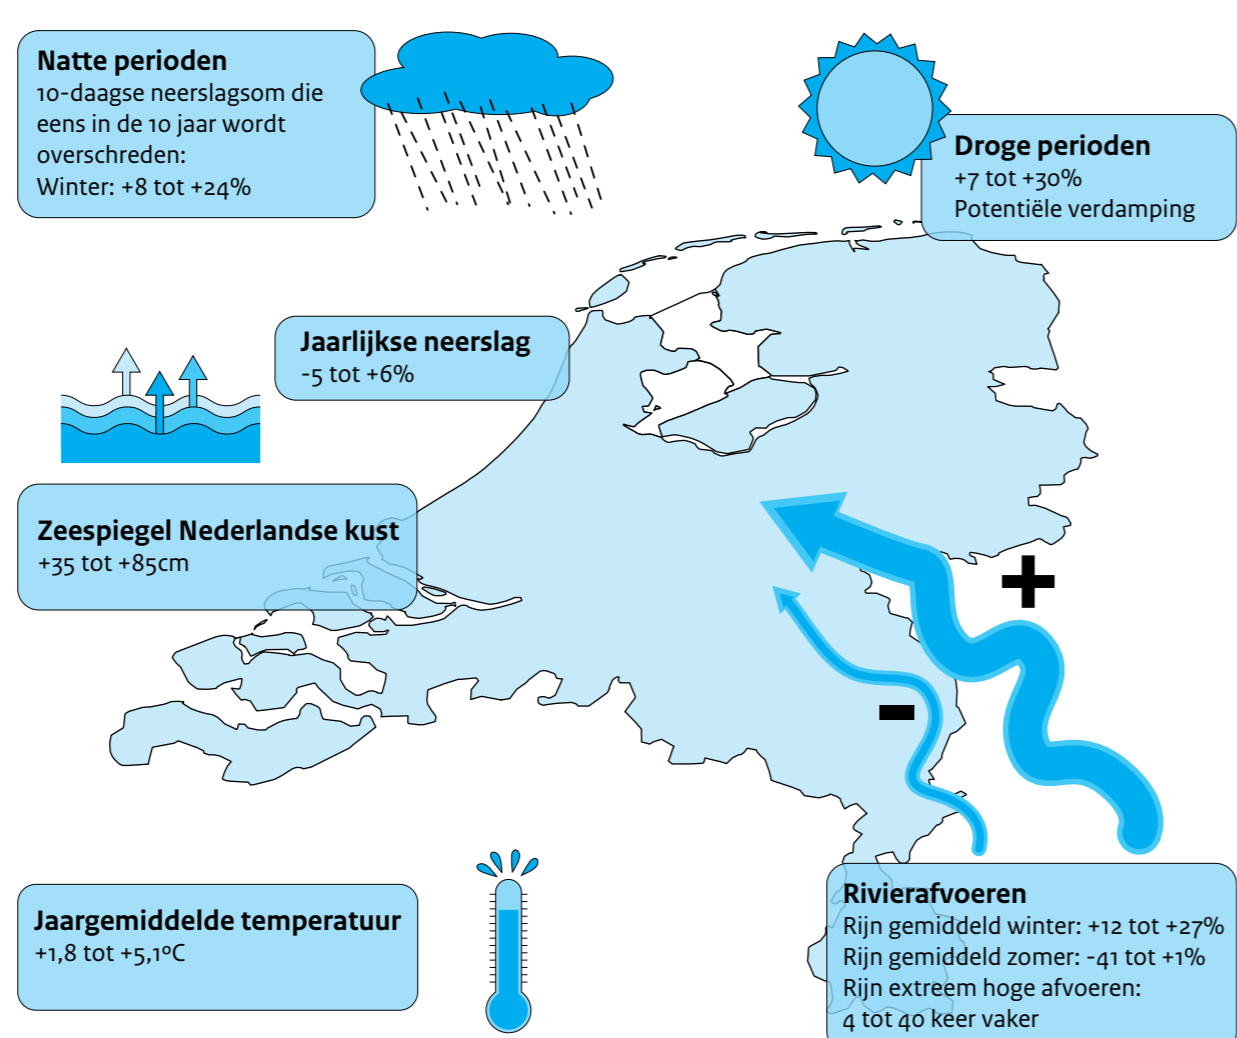 Natte perioden
10-daagse neerslagsom die
eens in de 10 jaar wordt
overschreden:
Winter: +8 tot +24%
Droge perioden
+7 tot +30%
Potentiële verdamping
Jaarlijkse neerslag
-5 tot +6%
Zeespiegel Nederlandse kust
+35 tot +85cm
+
-
Jaargemiddelde temperatuur
+1,8 tot +5,1ºC
Rivierafvoeren
Rijn gemiddeld winter: +12 tot +27%
Rijn gemiddeld zomer: -41 tot +1%
Rijn extreem hoge afvoeren:
4 tot 40 keer vaker